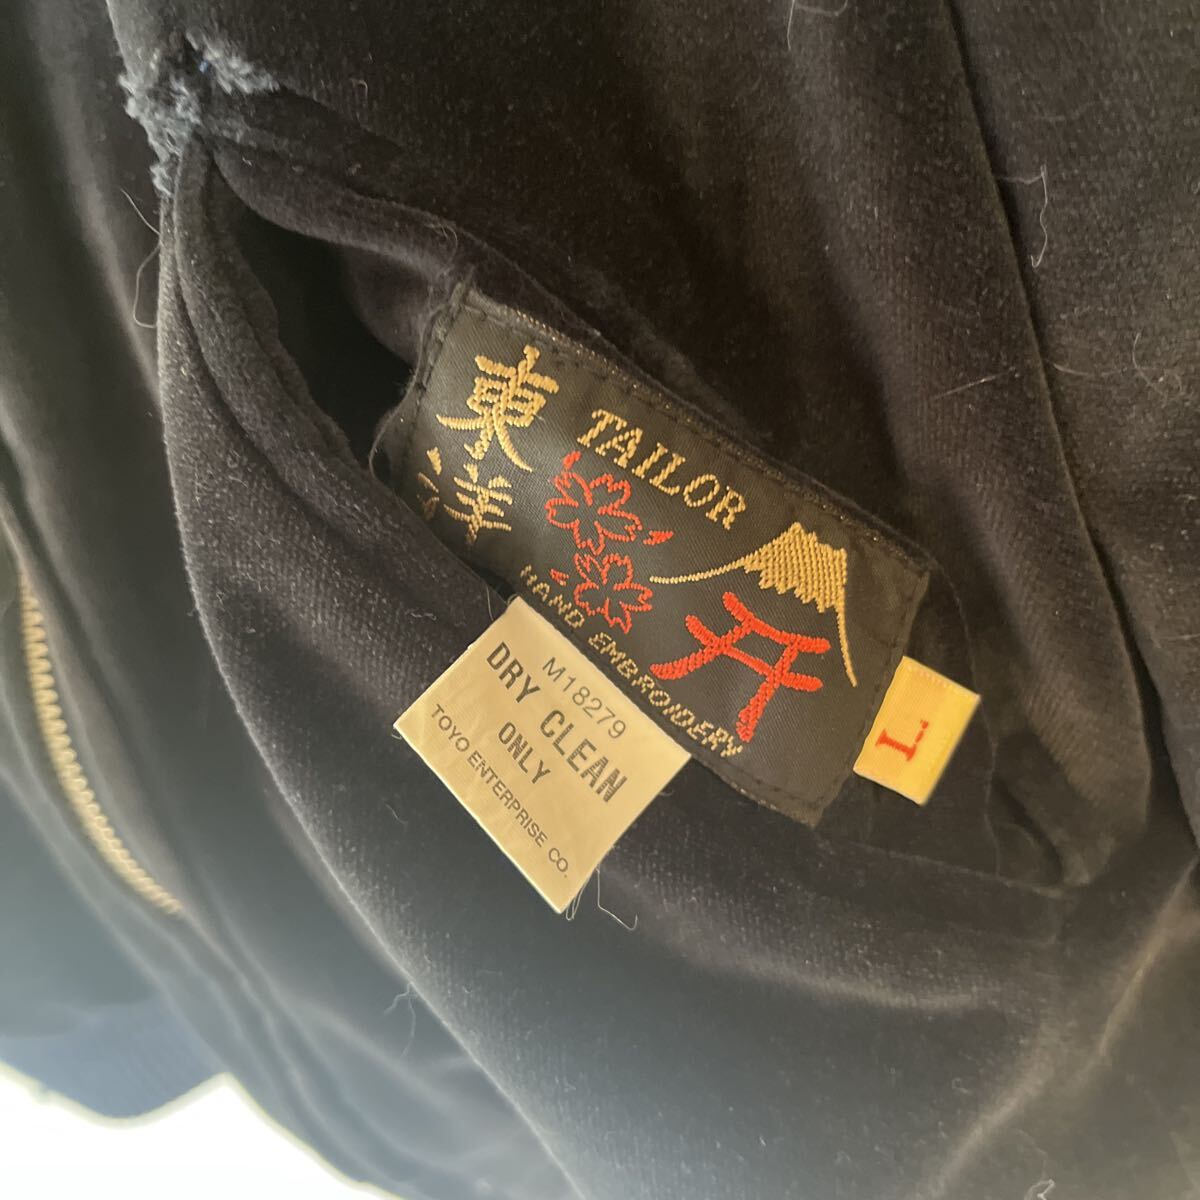 東洋
TAILOR
HAND EMBROIDERY
L.
M18279
DRY CLEAN
ONLY
TOYO ENTERPRISE CO.